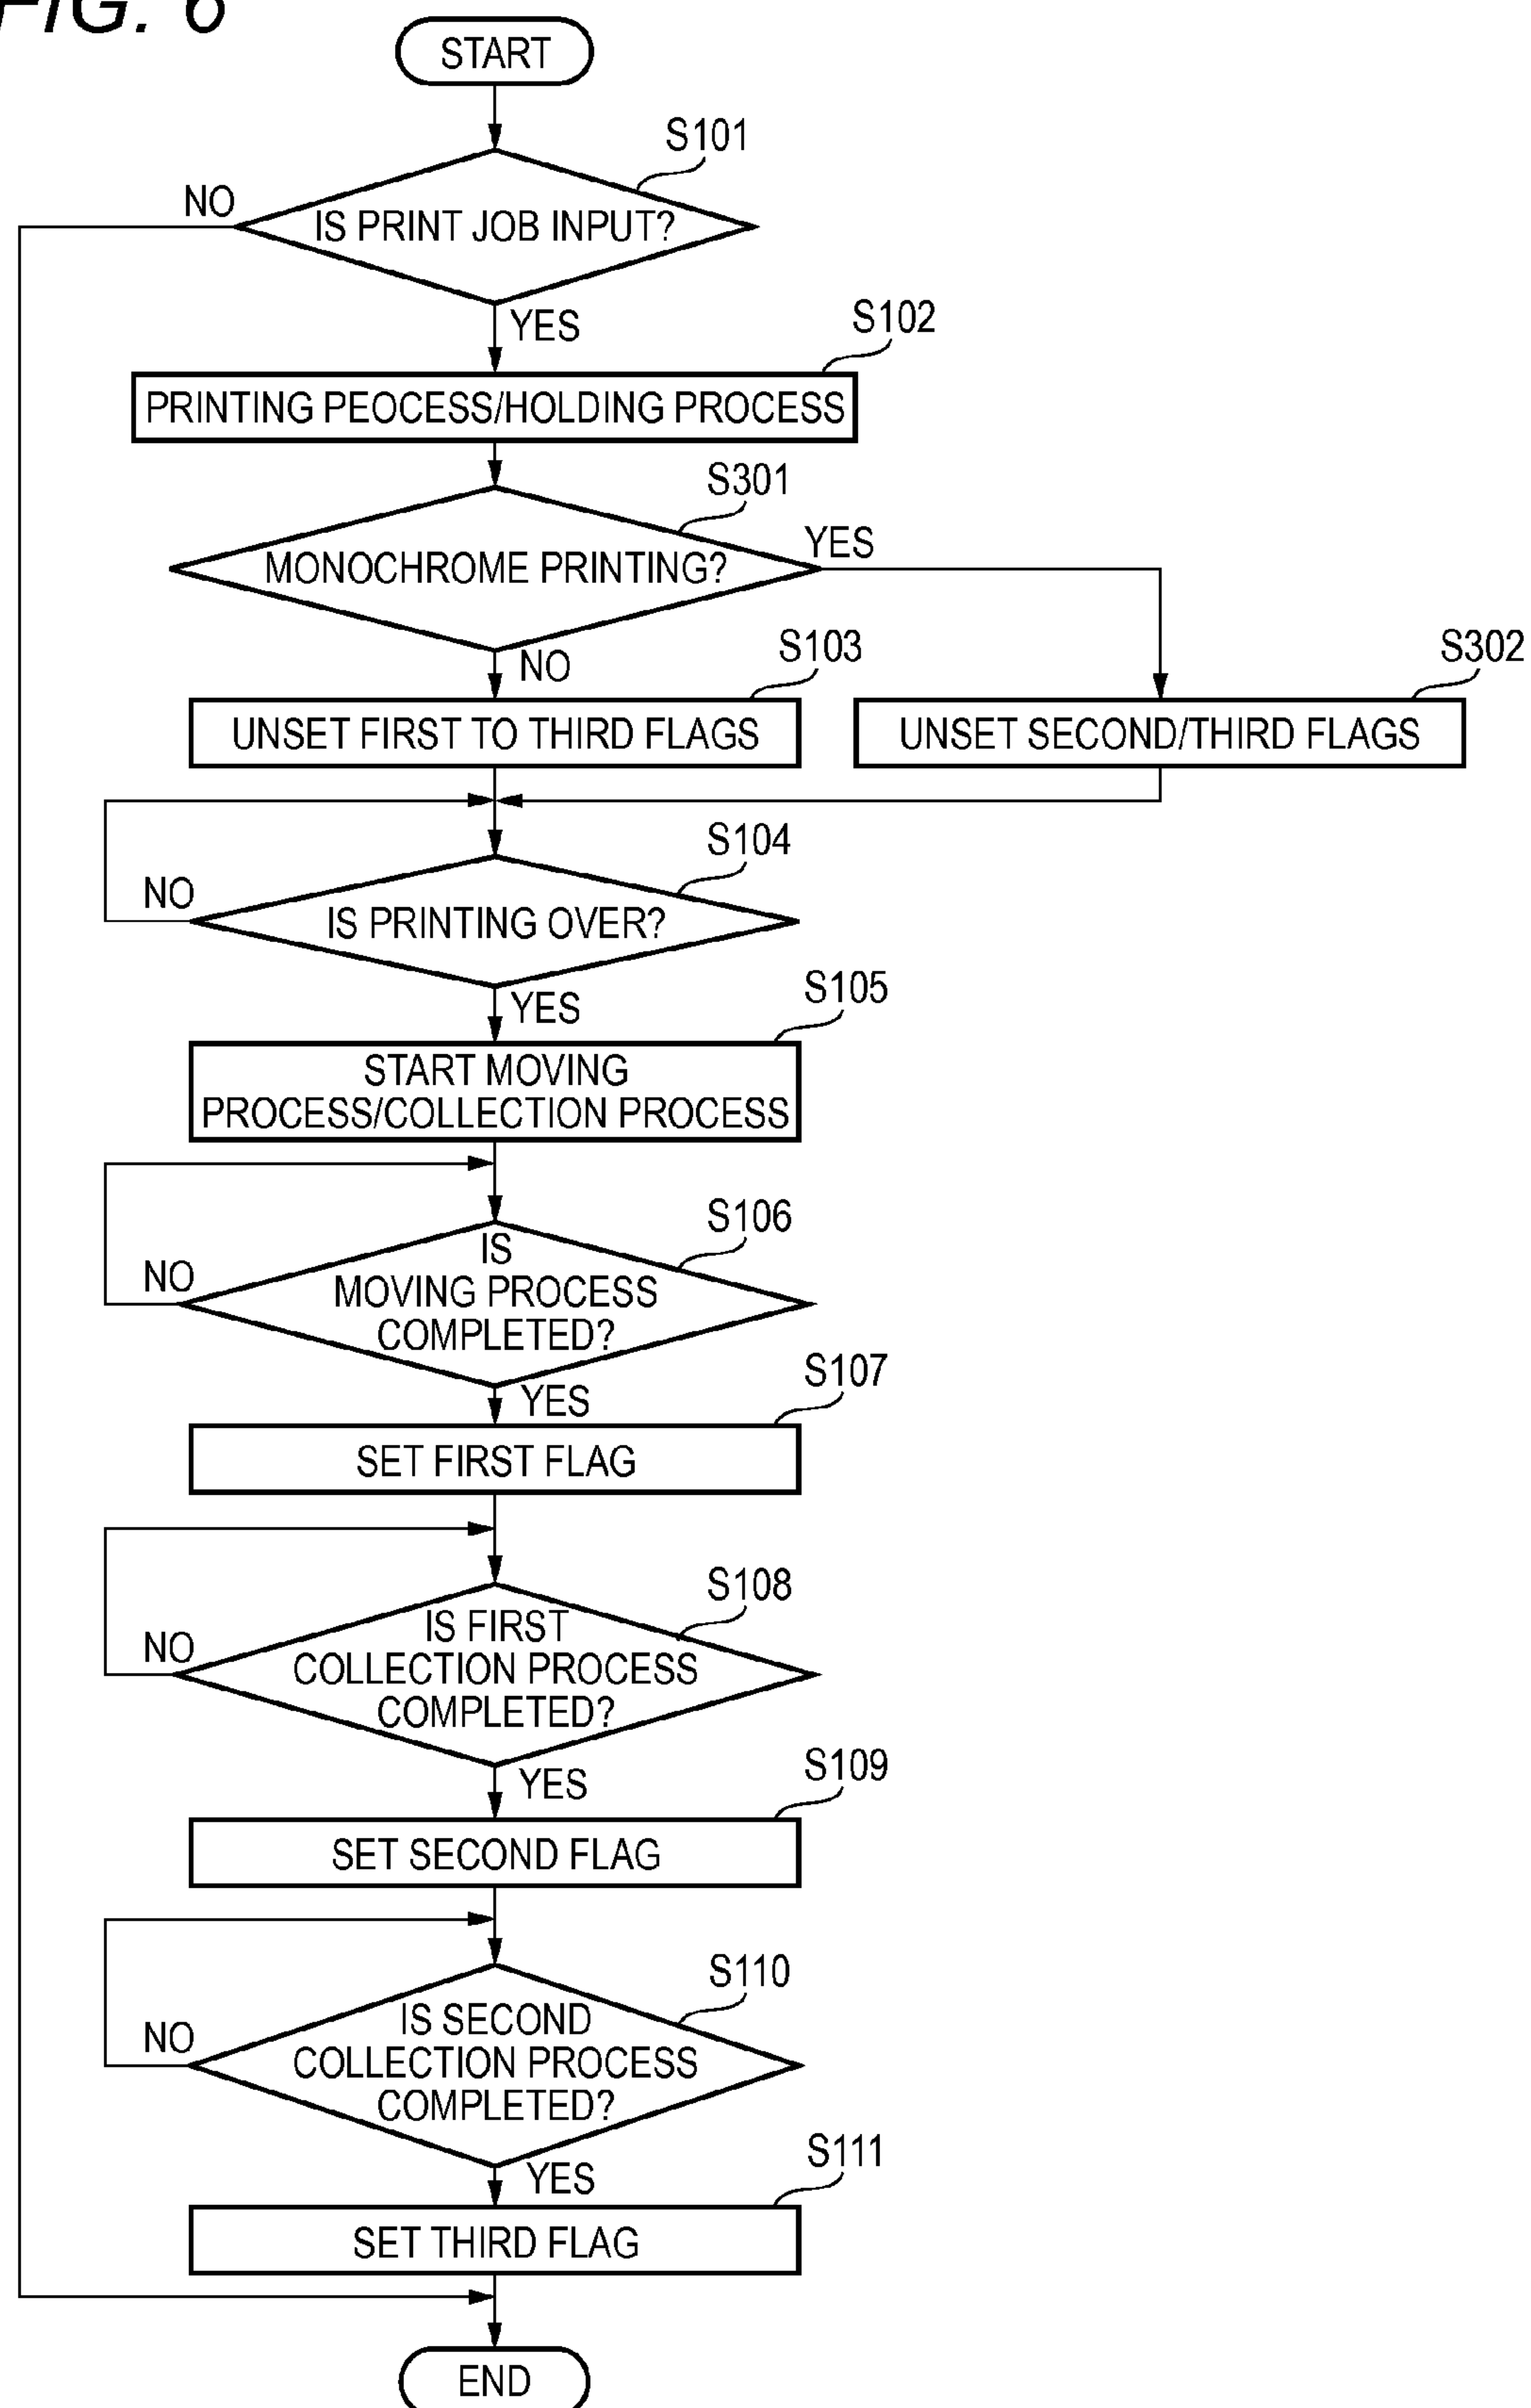 FIG. 6
START
S101
NO
IS PRINT JOB INPUT?
YES
S102
PRINTING PEOCESS/HOLDING PROCESS
S301
YES
MONOCHROME PRINTING?
NO
S103
S302
UNSET FIRST TO THIRD FLAGS
UNSET SECOND/THIRD FLAGS
S104
NO
IS PRINTING OVER?
YES
S105
START MOVING
PROCESS/COLLECTION PROCESS
S106
IS
NO
MOVING PROCESS
COMPLETED?
S107
YES
SET FIRST FLAG
S108
IS FIRST
NO
COLLECTION PROCESS
COMPLETED?
S109
YES
SET SECOND FLAG
S110
IS SECOND
NO
COLLECTION PROCESS
COMPLETED?
S111
YES
SET THIRD FLAG
END